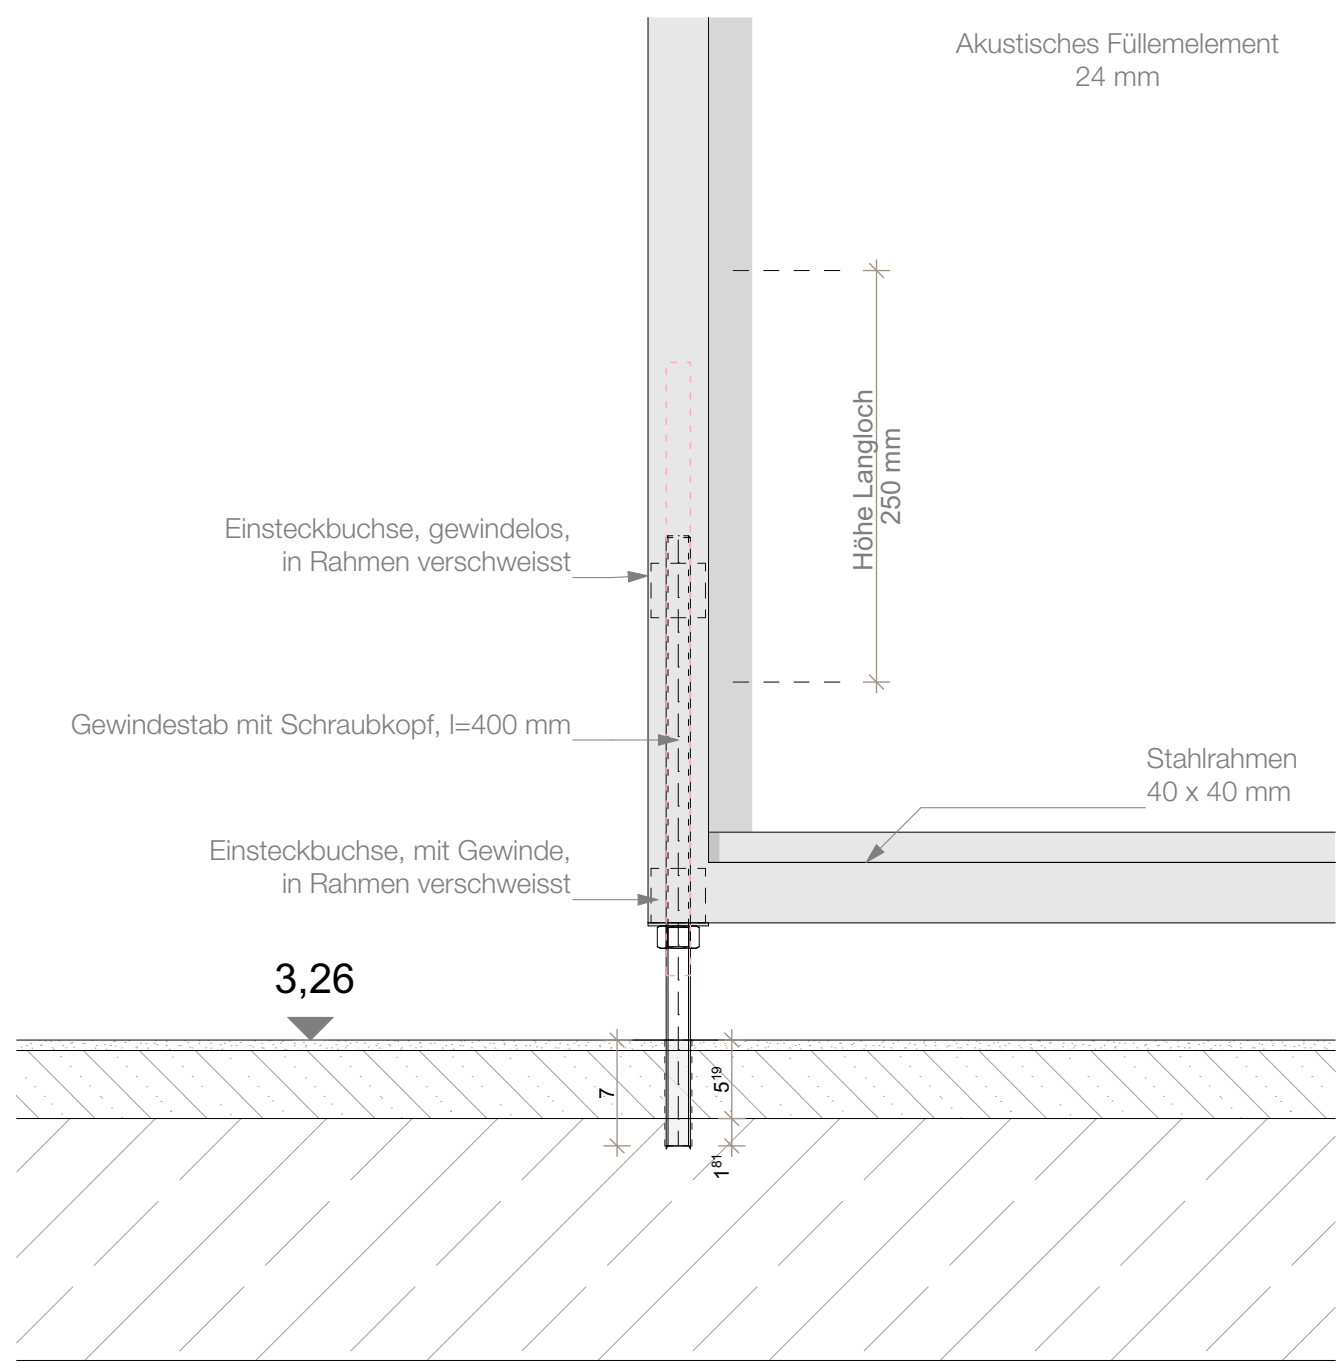 Akustisches Füllemelement
24 mm
Höhe Langloch
250 mm
Einsteckbuchse, gewindelos,
in Rahmen verschweisst
Gewindestab mit Schraubkopf, l=400 mm
Stahlrahmen
40 x 40 mm
Einsteckbuchse, mit Gewinde,
in Rahmen verschweisst
3,26
7
5¹⁹
1⁸¹